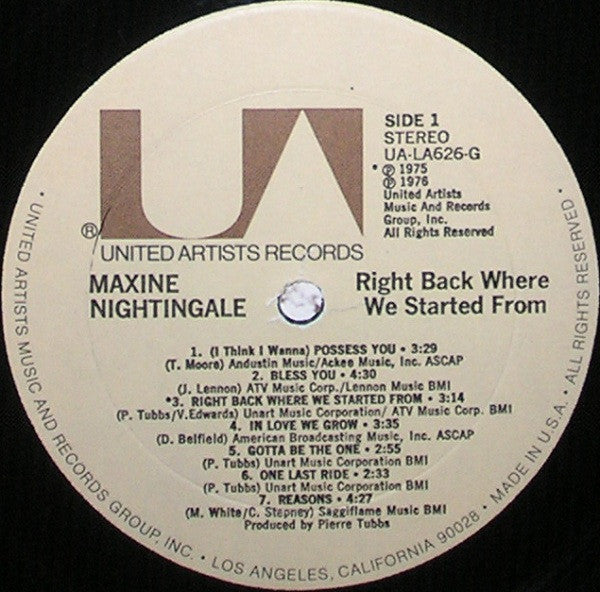 UA
®
UNITED ARTISTS RECORDS
SIDE 1
STEREO
UA-LA626-G
* ℗ 1975
℗ 1976
United Artists
Music And Records
Group, Inc.
All Rights Reserved
MAXINE
NIGHTINGALE
Right Back Where
We Started From
1. (I Think I Wanna) POSSESS YOU • 3:29
(T. Moora) Andustin Music/Ackee Music, Inc. ASCAP
2. BLESS YOU • 4:30
(J. Lennon) ATV Music Corp./Lennon Music BMI
*3. RIGHT BACK WHERE WE STARTED FROM • 3:14
(P. Tubbs/V.Edwards) Unart Music Corporation/ ATV Music Corp. BMI
4. IN LOVE WE GROW • 3:35
(D. Belfield) American Broadcasting Music, Inc. ASCAP
5. GOTTA BE THE ONE • 2:55
(P. Tubbs) Unart Music Corporation BMI
6. ONE LAST RIDE • 2:33
(P. Tubbs) Unart Music Corporation BMI
7. REASONS • 4:27
(M. White/C. Stepney) Saggiflame Music BMI
Produced by Pierre Tubbs
• UNITED ARTISTS MUSIC AND RECORDS GROUP, INC. • LOS ANGELES, CALIFORNIA 90028 • MADE IN U.S.A. • ALL RIGHTS RESERVED •